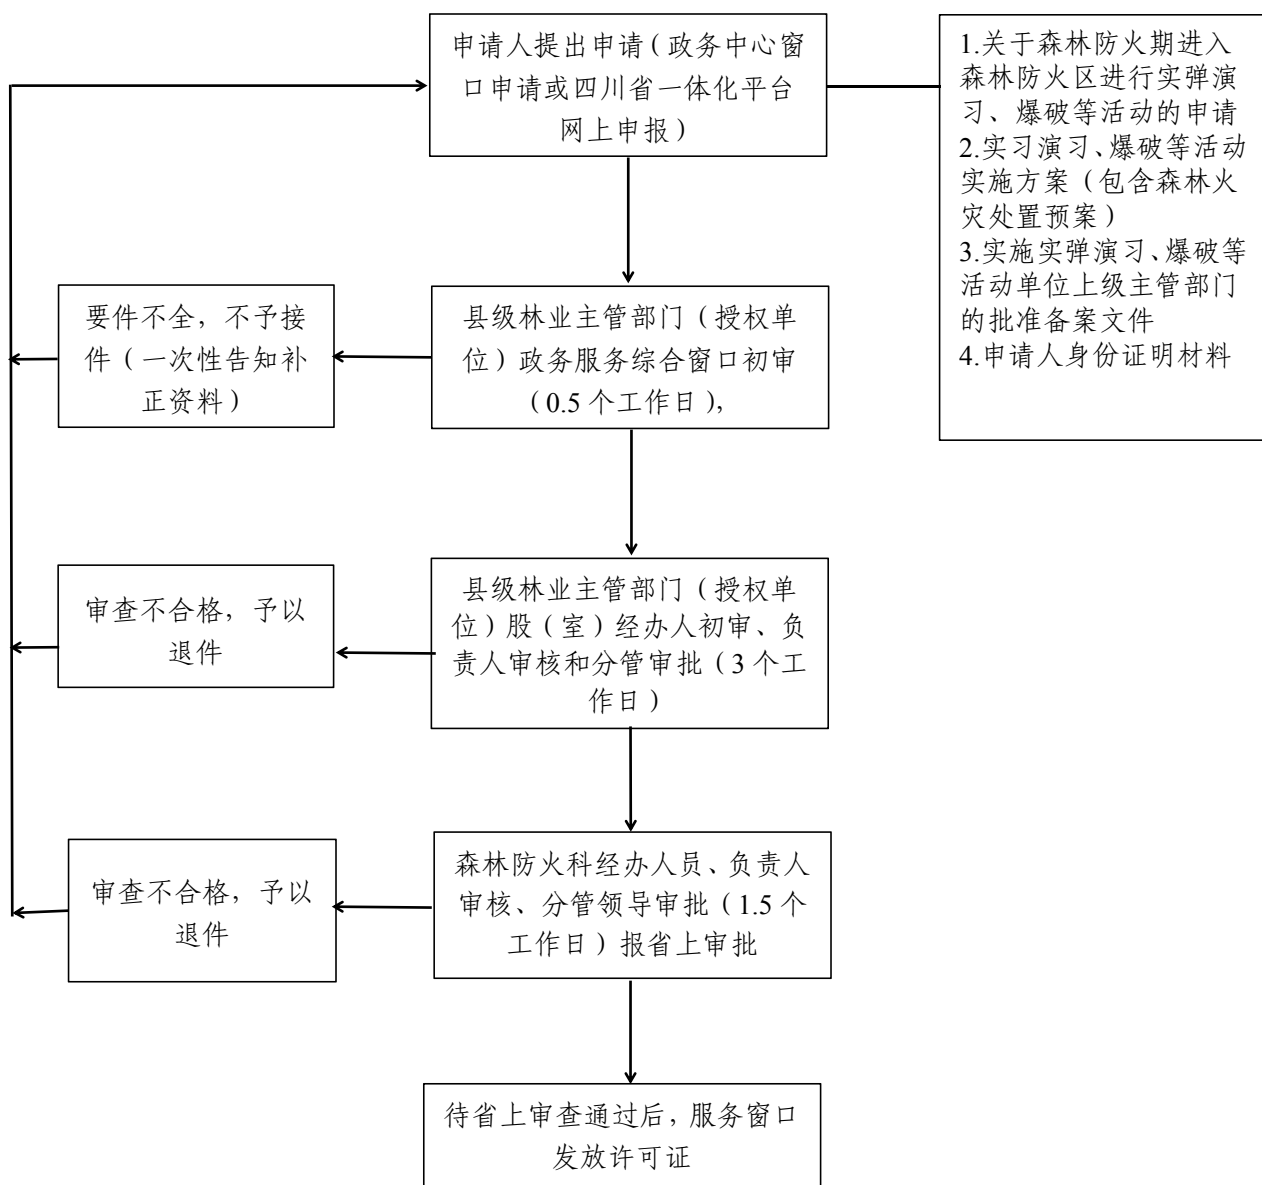 申请人提出申请（政务中心窗
口申请或四川省一体化平台
网上申报）
1.关于森林防火期进入
森林防火区进行实弹演
习、爆破等活动的申请
2.实习演习、爆破等活动
实施方案（包含森林火
灾处置预案）
3.实施实弹演习、爆破等
活动单位上级主管部门
的批准备案文件
4.申请人身份证明材料
要件不全，不予接
件（一次性告知补
正资料）
县级林业主管部门（授权单
位）政务服务综合窗口初审
（0.5 个工作日），
审查不合格，予以
退件
县级林业主管部门（授权单
位）股（室）经办人初审、负
责人审核和分管审批（3 个工
作日）
审查不合格，予以
退件
森林防火科经办人员、负责人
审核、分管领导审批（1.5 个
工作日）报省上审批
待省上审查通过后，服务窗口
发放许可证